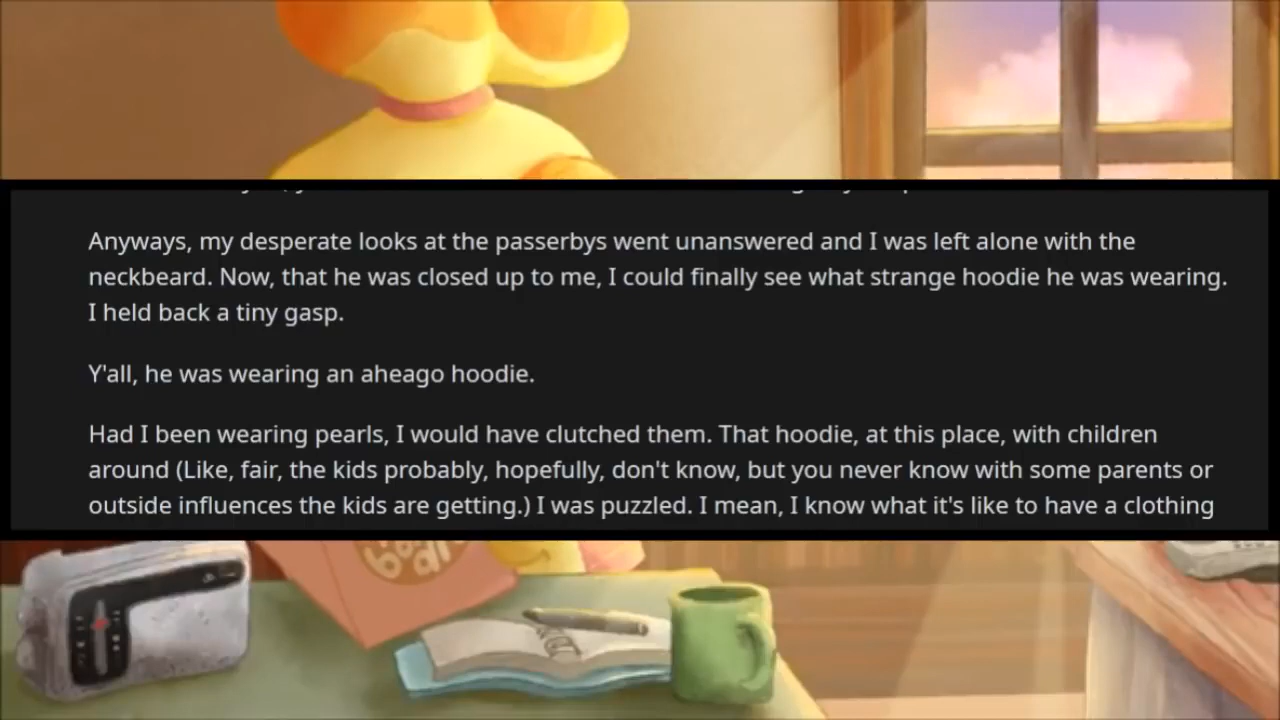 Anyways, my desperate looks at the passerbys went unanswered and I was left alone with the
neckbeard. Now, that he was closed up to me, I could finally see what strange hoodie he was wearing.
I held back a tiny gasp.
Y'all, he was wearing an aheago hoodie.
Had I been wearing pearls, I would have clutched them. That hoodie, at this place, with children
around (Like, fair, the kids probably, hopefully, don't know, but you never know with some parents or
outside influences the kids are getting.) I was puzzled. I mean, I know what it's like to have a clothing